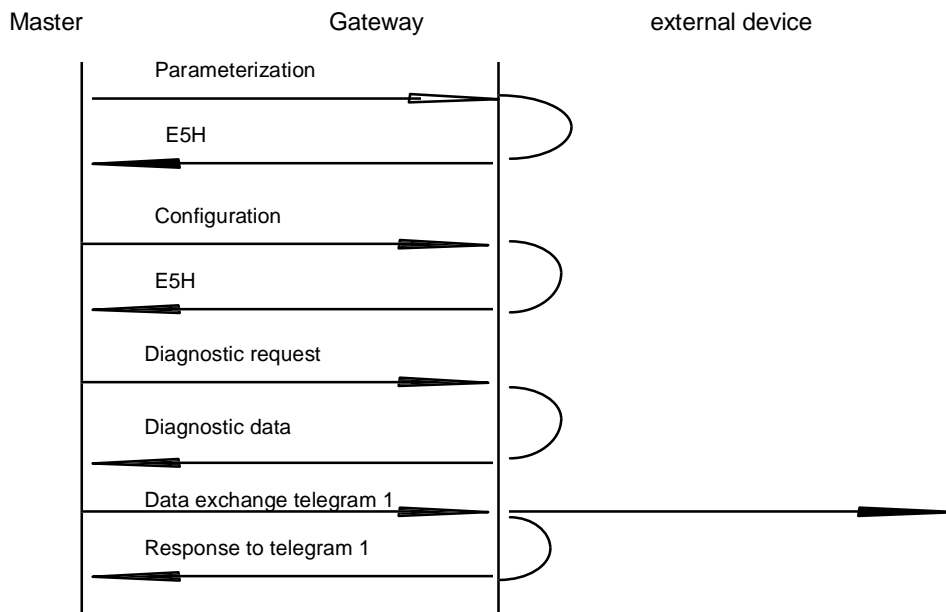 Master Gateway external device
Parameterization
E5H
Configuration
E5H
Diagnostic request
Diagnostic data
Data exchange telegram 1
Response to telegram 1